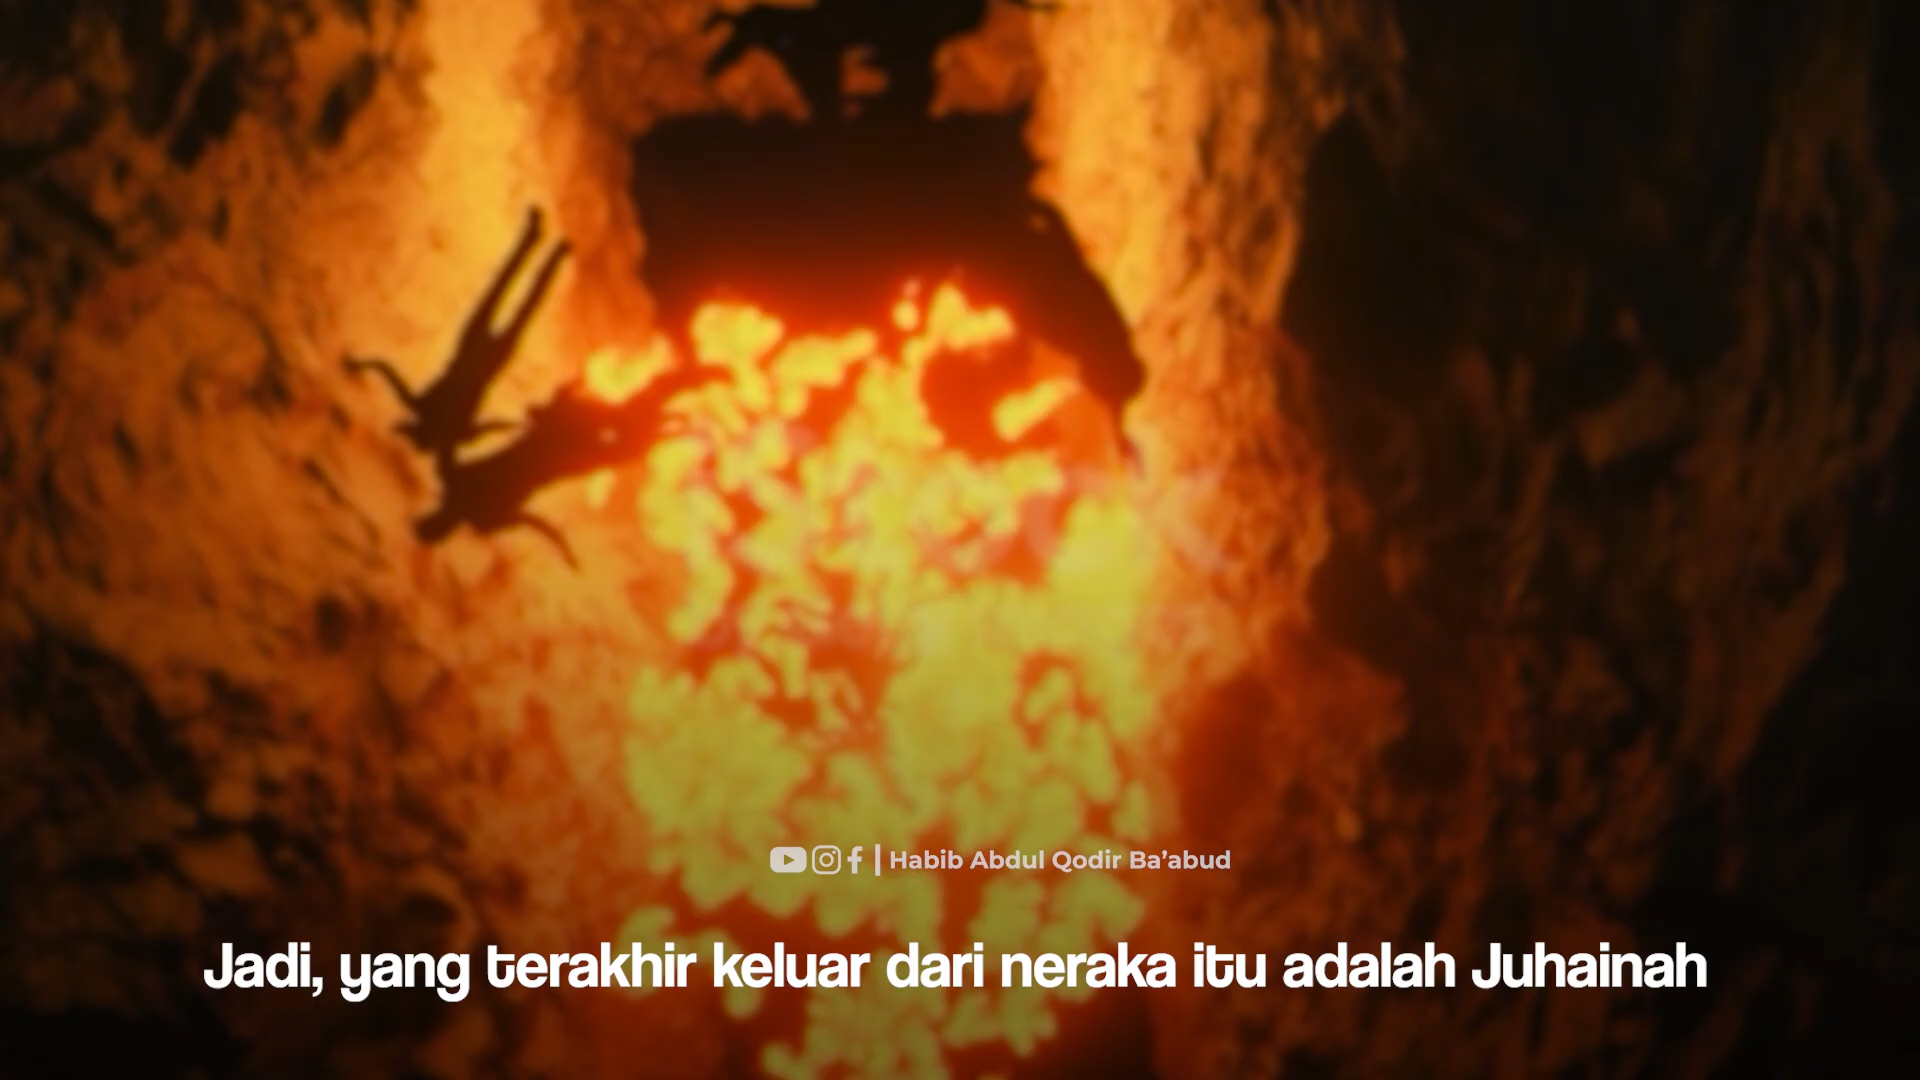 Habib Abdul Qodir Ba’abud
Jadi, yang terakhir keluar dari neraka itu adalah Juhainah